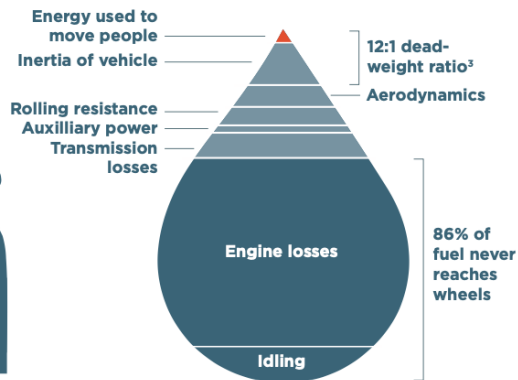 Energy used to
move people
Inertia of vehicle
12:1 dead-
weight ratio³
Aerodynamics
Rolling resistance
Auxilliary power
Transmission
losses
Engine losses
86% of
fuel never
reaches
wheels
Idling